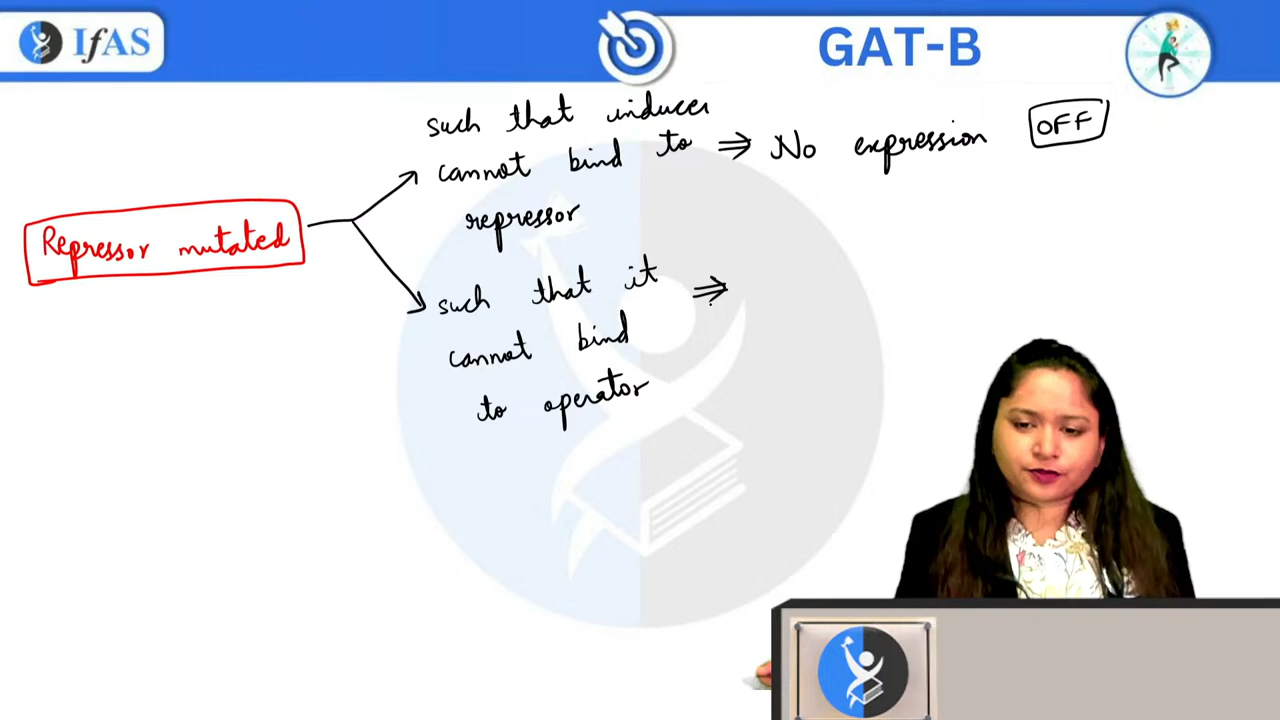 IfAS
GAT-B
such that inducer
cannot bind to ⇒ No expression OFF
repressor
Repressor mutated
such that it ⇒
cannot bind
to operator